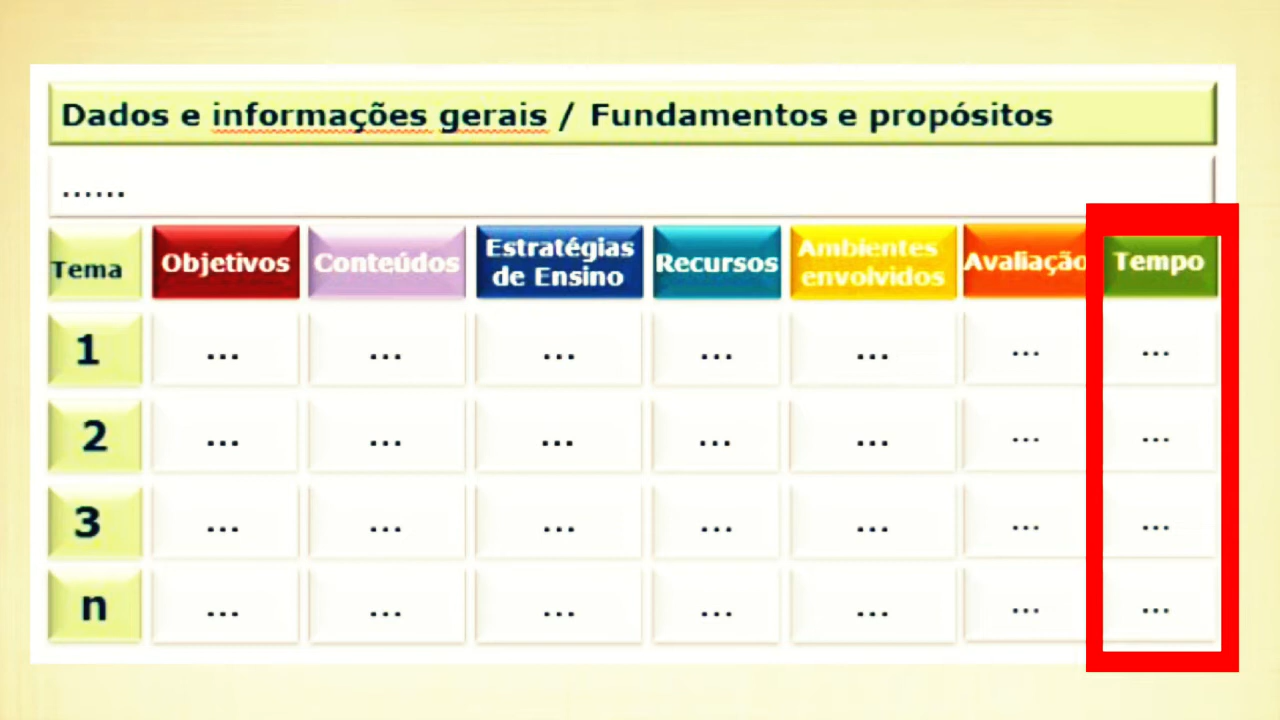 Dados e informações gerais / Fundamentos e propósitos
......
Tema Objetivos Conteúdos Estratégias de Ensino Recursos Ambientes envolvidos Avaliação Tempo
1 ... ... ... ... ... ... ...
2 ... ... ... ... ... ... ...
3 ... ... ... ... ... ... ...
n ... ... ... ... ... ... ...